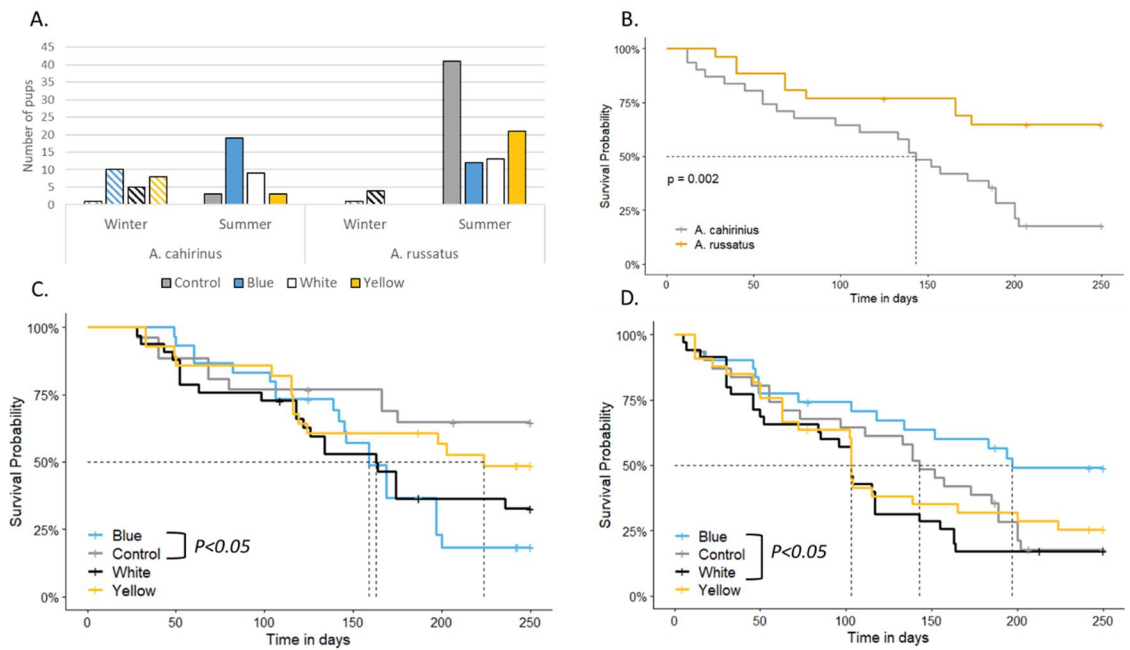 A.
45
40
35
30
25
20
15
10
5
0
Number of pups
Winter Summer Winter Summer
A. cahirinus A. russatus
Control Blue White Yellow
B.
100%
75%
50%
25%
0%
Survival Probability
p = 0.002
A. cahirinius
A. russatus
0 50 100 150 200 250
Time in days
C.
100%
75%
50%
25%
0%
Survival Probability
Blue
Control
White
Yellow
P<0.05
0 50 100 150 200 250
Time in days
D.
100%
75%
50%
25%
0%
Survival Probability
Blue
Control
White
Yellow
P<0.05
0 50 100 150 200 250
Time in days